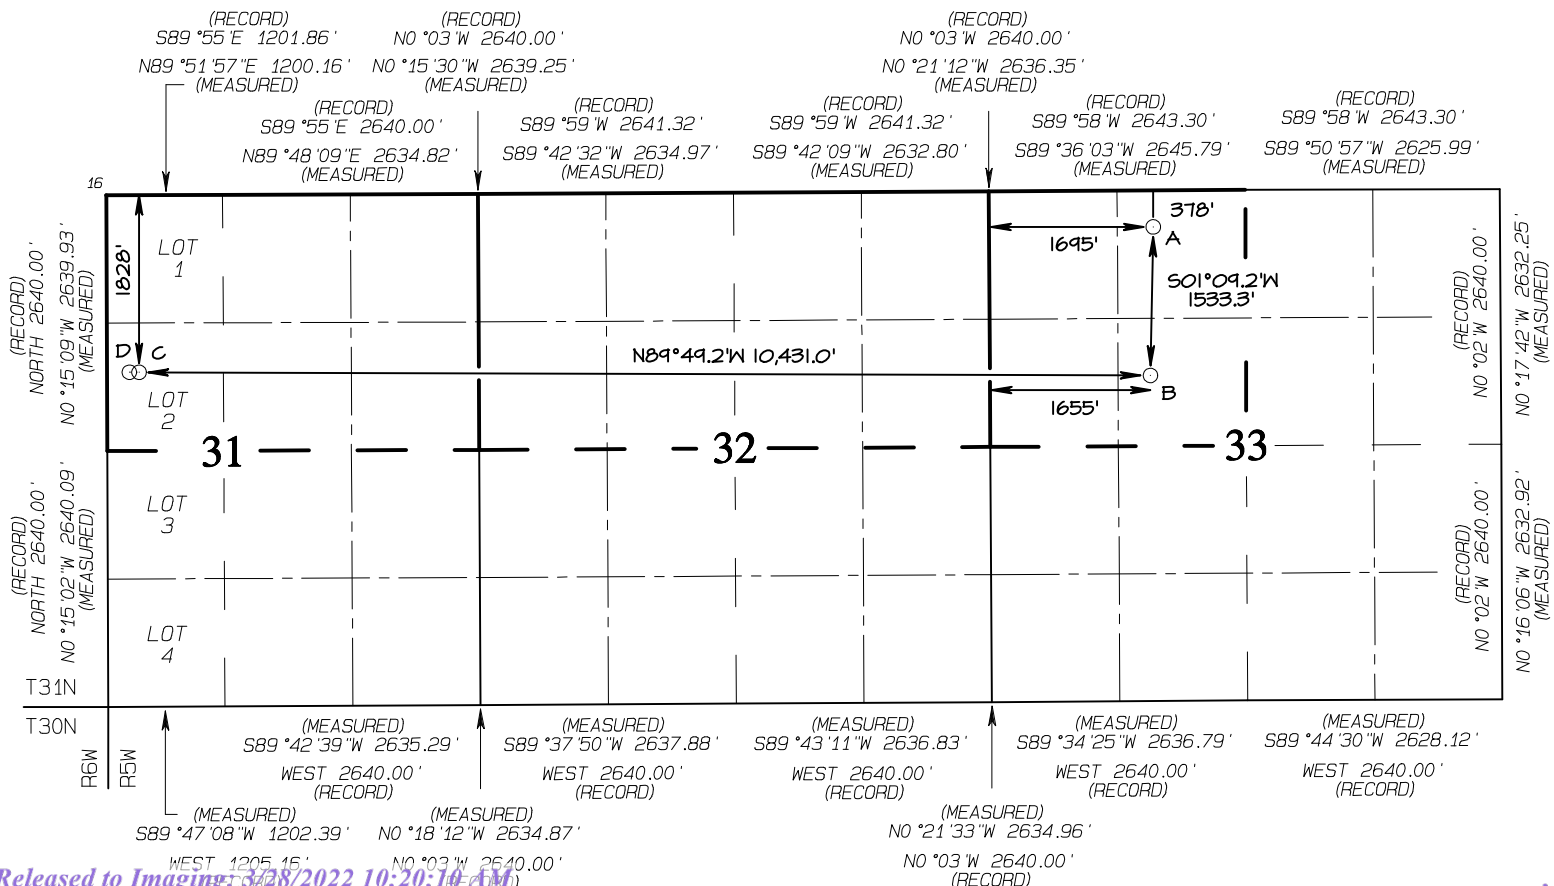 (RECORD)
S89°55'E 1201.86'
N89°51'57"E 1200.16'
(MEASURED)
(RECORD)
N0°03'W 2640.00'
N0°15'30"W 2639.25'
(MEASURED)
(RECORD)
N0°03'W 2640.00'
N0°21'12"W 2636.35'
(MEASURED)
(RECORD)
S89°55'E 2640.00'
N89°48'09"E 2634.82'
(MEASURED)
(RECORD)
S89°59'W 2641.32'
S89°42'32"W 2634.97'
(MEASURED)
(RECORD)
S89°59'W 2641.32'
S89°42'09"W 2632.80'
(MEASURED)
(RECORD)
S89°58'W 2643.30'
S89°36'03"W 2645.79'
(MEASURED)
(RECORD)
S89°58'W 2643.30'
S89°50'57"W 2625.99'
(MEASURED)
16
(RECORD)
NORTH 2640.00'
N0°15'09"W 2639.93'
(MEASURED)
1828'
LOT
1
378'
A
1695'
S01°09.2'W
1533.3'
(RECORD)
N0°02'W 2640.00'
N0°17'42"W 2632.25'
(MEASURED)
D C
N89°49.2'W 10,431.0'
B
1655'
LOT
2
31
32
33
(RECORD)
NORTH 2640.00'
N0°15'02"W 2640.09'
(MEASURED)
LOT
3
LOT
4
(RECORD)
N0°02'W 2640.00'
N0°16'06"W 2632.92'
(MEASURED)
T31N
T30N
R6W
R5W
(MEASURED)
S89°42'39"W 2635.29'
WEST 2640.00'
(RECORD)
(MEASURED)
S89°37'50"W 2637.88'
WEST 2640.00'
(RECORD)
(MEASURED)
S89°43'11"W 2636.83'
WEST 2640.00'
(RECORD)
(MEASURED)
S89°34'25"W 2636.79'
WEST 2640.00'
(RECORD)
(MEASURED)
S89°44'30"W 2628.12'
WEST 2640.00'
(RECORD)
(MEASURED)
S89°47'08"W 1202.39'
WEST 1205.16'
(RECORD)
(MEASURED)
N0°18'12"W 2634.87'
N0°03'W 2640.00'
(RECORD)
(MEASURED)
N0°21'33"W 2634.96'
N0°03'W 2640.00'
(RECORD)
Released to Imaging: 3/28/2022 10:20:10 AM